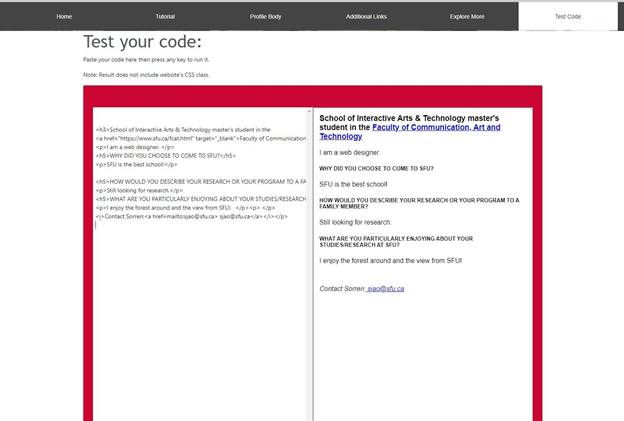 Home Tutorial Profile Body Additional Links Explore More Test Code
Test your code:
Paste your code here then press any key to run it.
Note: Result does not include website's CSS class.
<h3>School of Interactive Arts & Technology master's student in the
<a href="https://www.sfu.ca/fcat.html" target="_blank">Faculty of Communication
<p>I am a web designer. </p>
<h5>WHY DID YOU CHOOSE TO COME TO SFU?</h5>
<p>SFU is the best school!</p>
<h5>HOW WOULD YOU DESCRIBE YOUR RESEARCH OR YOUR PROGRAM TO A FA
<p>Still looking for research.</p>
<h5>WHAT ARE YOU PARTICULARLY ENJOYING ABOUT YOUR STUDIES/RESEARCH
<p>I enjoy the forest around and the view from SFU! </p><p> </p>
<i>Contact Sorren:<a href=mailto:sjao@sfu.ca> sjao@sfu.ca</a></i></p>
School of Interactive Arts & Technology master's
student in the Faculty of Communication, Art and
Technology
I am a web designer.
WHY DID YOU CHOOSE TO COME TO SFU?
SFU is the best school!
HOW WOULD YOU DESCRIBE YOUR RESEARCH OR YOUR PROGRAM TO A
FAMILY MEMBER?
Still looking for research.
WHAT ARE YOU PARTICULARLY ENJOYING ABOUT YOUR
STUDIES/RESEARCH AT SFU?
I enjoy the forest around and the view from SFU!
Contact Sorren: sjao@sfu.ca